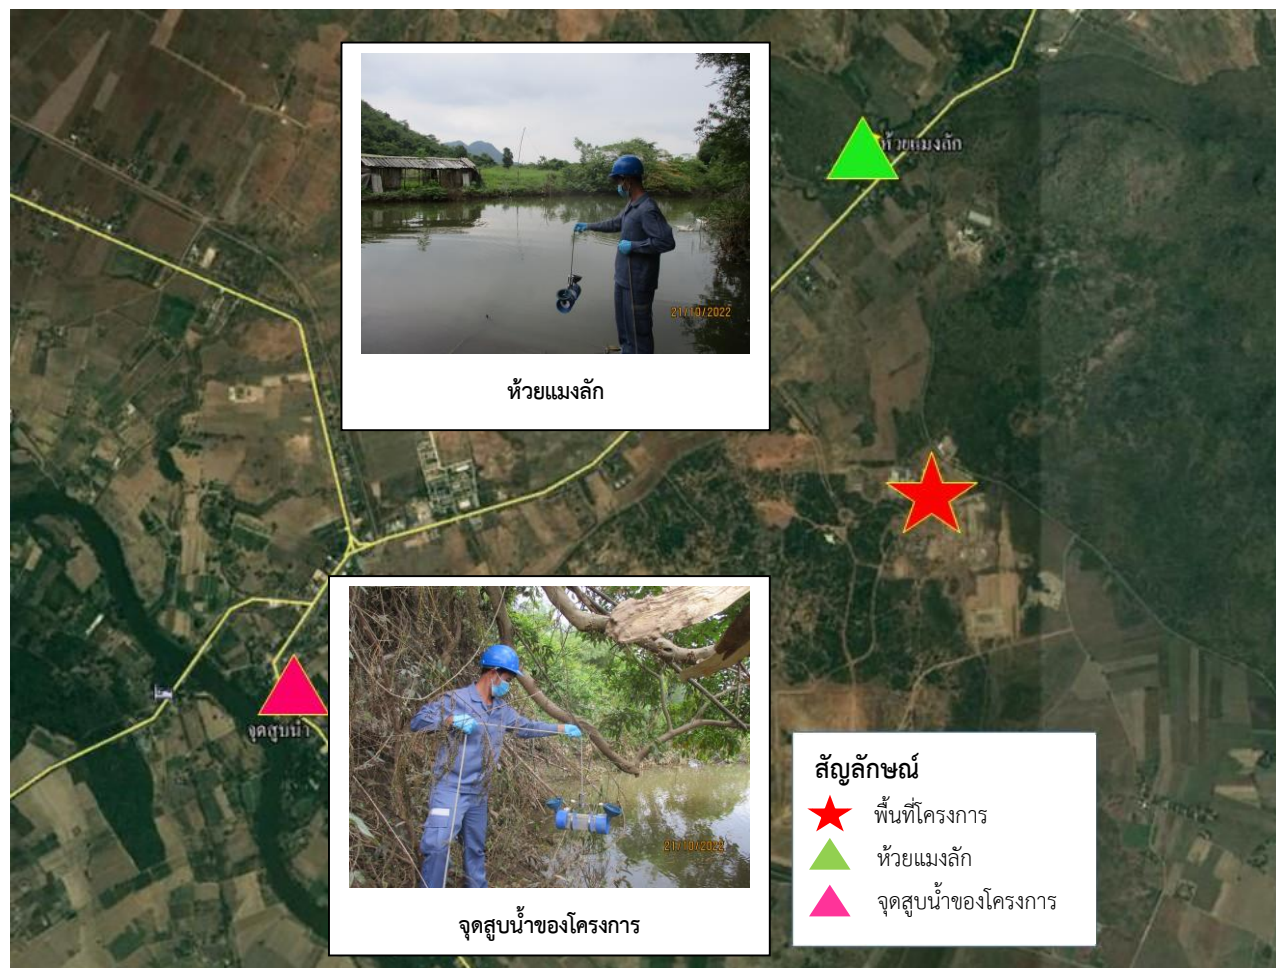 ห้วยแมงลัก
21/10/2022
ห้วยแมงลัก
จุดสูบน้ำ
21/10/2022
จุดสูบน้ำของโครงการ
สัญลักษณ์
พื้นที่โครงการ
ห้วยแมงลัก
จุดสูบน้ำของโครงการ